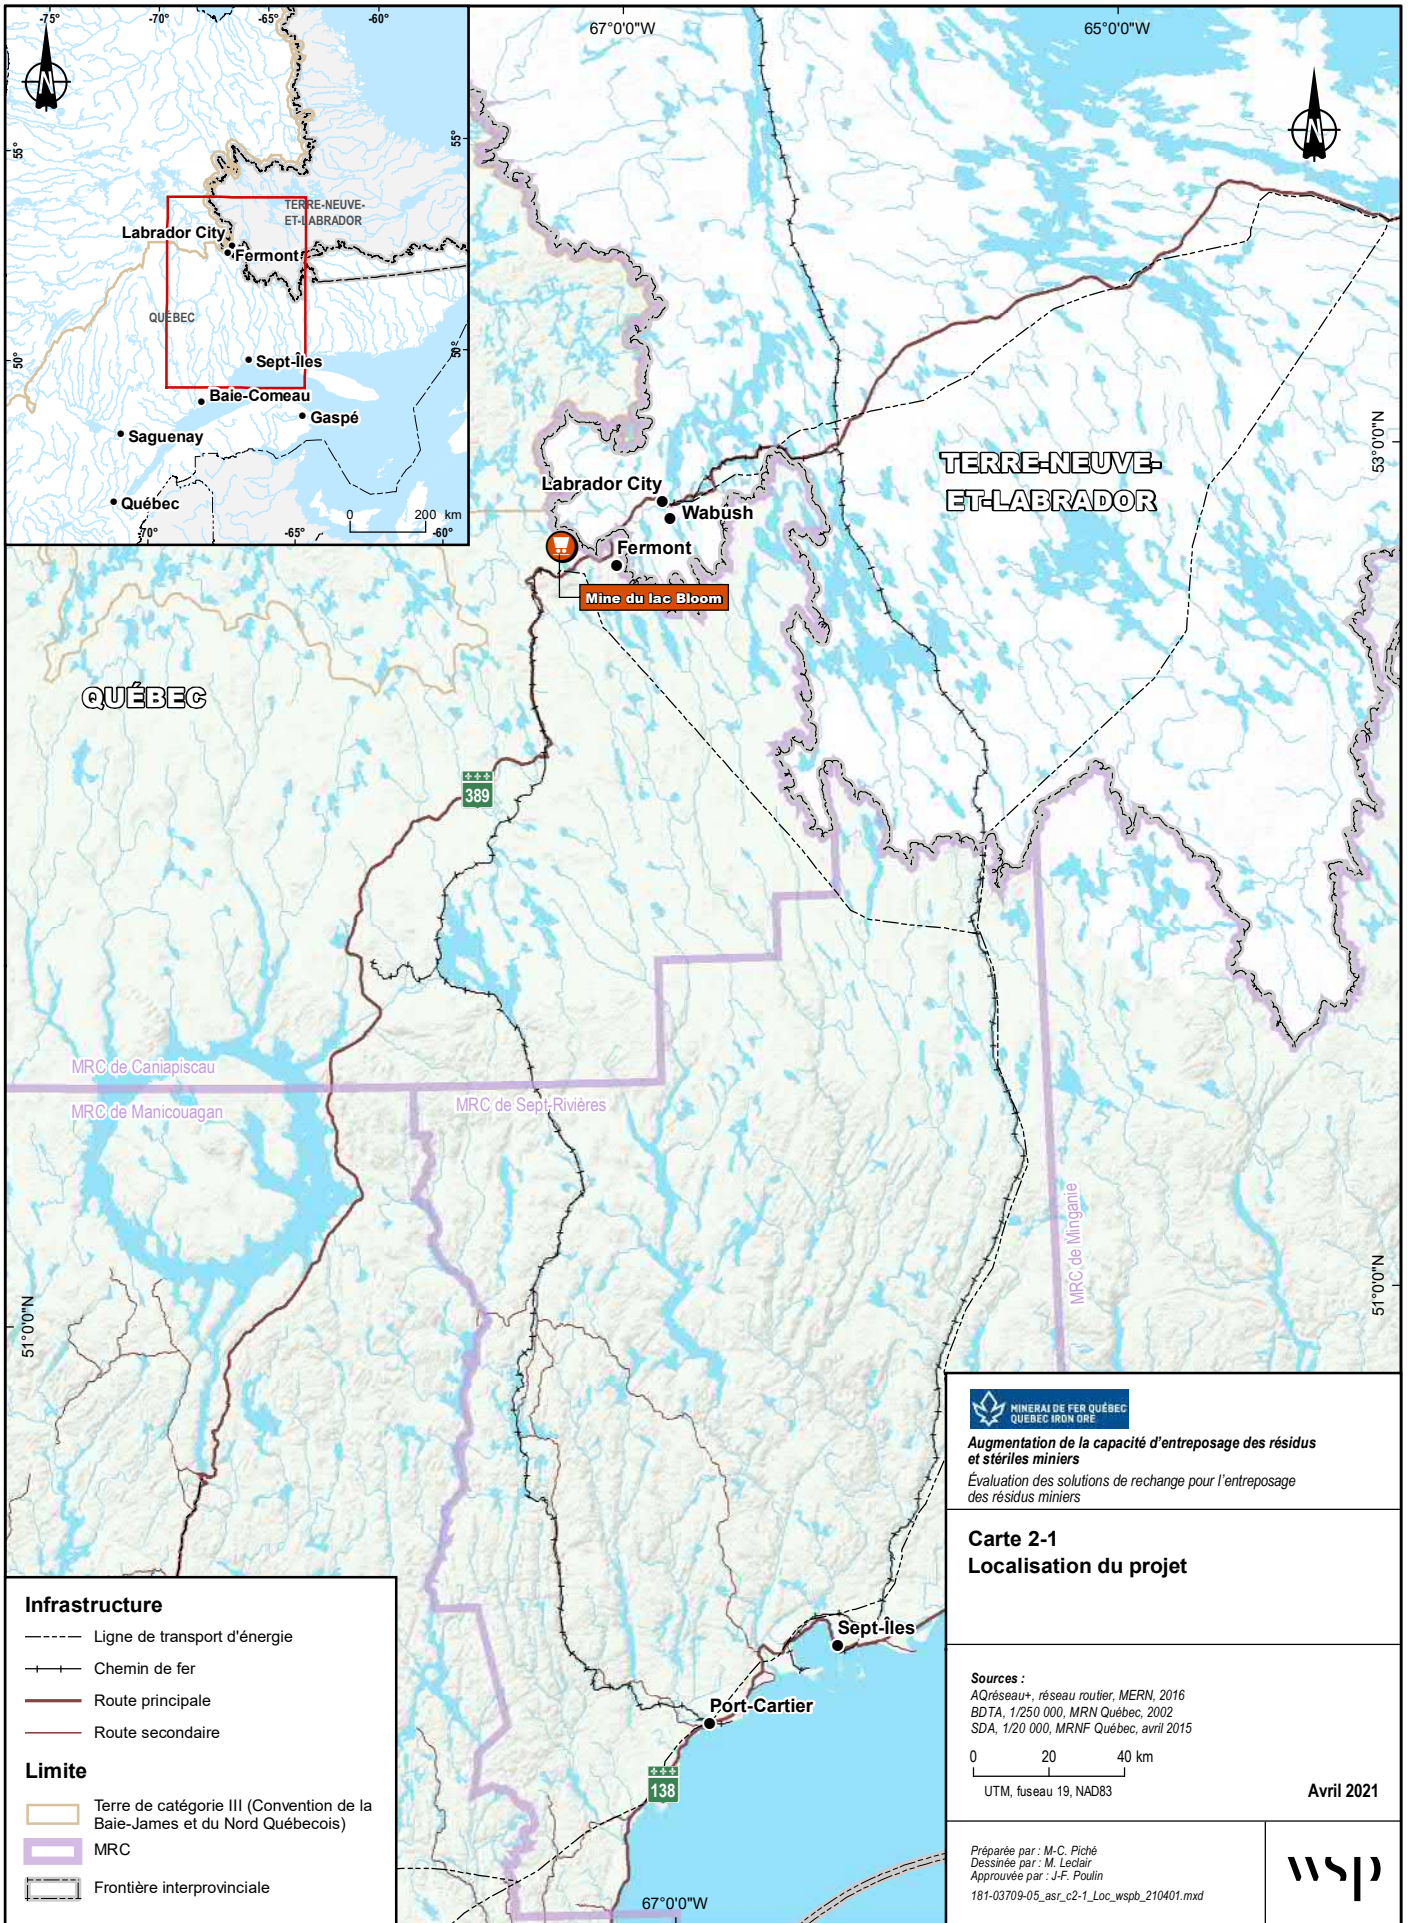 -75°
-70°
-65°
-60°
55°
55°
50°
50°
-70°
-65°
-60°
N
TERRE-NEUVE-
ET-LABRADOR
Labrador City
Fermont
QUÉBEC
Sept-Îles
Baie-Comeau
Gaspé
Saguenay
Québec
0 200 km
67°0'0"W
65°0'0"W
N
53°0'0"N
TERRE-NEUVE-
ET-LABRADOR
Labrador City
Wabush
Fermont
Mine du lac Bloom
QUÉBEC
389
MRC de Caniapiscau
MRC de Manicouagan
MRC de Sept-Rivières
MRC de Minganie
51°0'0"N
51°0'0"N
Sept-Îles
Port-Cartier
138
67°0'0"W
Infrastructure
Ligne de transport d'énergie
Chemin de fer
Route principale
Route secondaire
Limite
Terre de catégorie III (Convention de la
Baie-James et du Nord Québecois)
MRC
Frontière interprovinciale
MINERAI DE FER QUÉBEC
QUEBEC IRON ORE
Augmentation de la capacité d'entreposage des résidus
et stériles miniers
Évaluation des solutions de rechange pour l'entreposage
des résidus miniers
Carte 2-1
Localisation du projet
Sources :
AQréseau+, réseau routier, MERN, 2016
BDTA, 1/250 000, MRN Québec, 2002
SDA, 1/20 000, MRNF Québec, avril 2015
0 20 40 km
UTM, fuseau 19, NAD83
Avril 2021
Préparée par : M-C. Piché
Dessinée par : M. Leclair
Approuvée par : J-F. Poulin
181-03709-05_asr_c2-1_Loc_wspb_210401.mxd
wsp